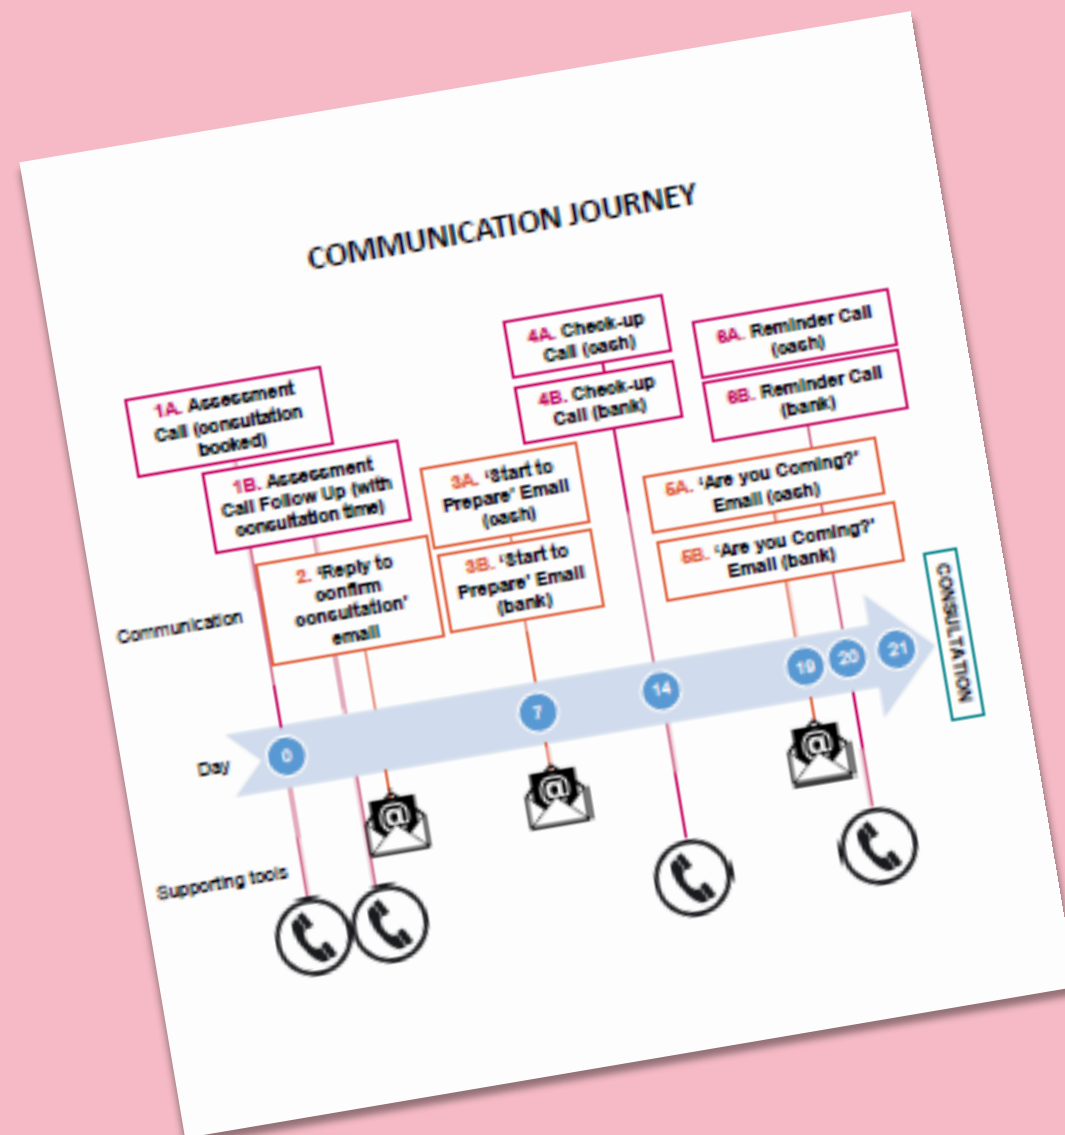 COMMUNICATION JOURNEY
4A. Check-up
Call (cash)
6A. Reminder Call
(cash)
4B. Check-up
Call (bank)
6B. Reminder Call
(bank)
1A. Assessment
Call (consultation
booked)
1B. Assessment
Call Follow Up (with
consultation time)
3A. ‘Start to
Prepare’ Email
(cash)
5A. ‘Are you Coming?’
Email (cash)
2. ‘Reply to
confirm
consultation’
email
3B. ‘Start to
Prepare’ Email
(bank)
5B. ‘Are you Coming?’
Email (bank)
Communication
CONSULTATION
Day
0
7
14
19
20
21
@
@
@
Supporting tools